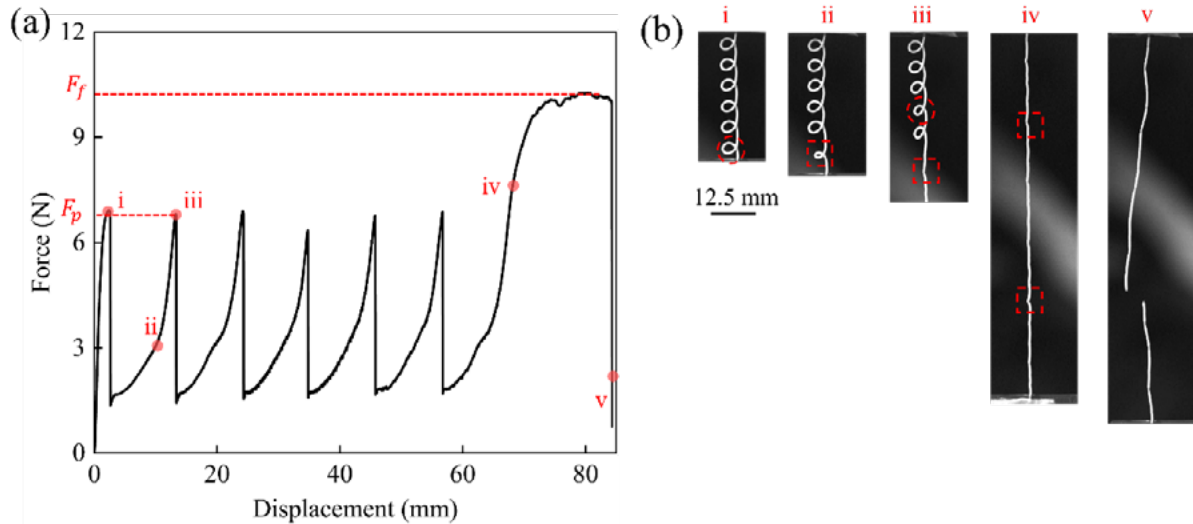 (a)
12
9
6
3
0
Force (N)
F_f
F_p
i
ii
iii
iv
v
0 20 40 60 80
Displacement (mm)
(b)
i ii iii iv v
12.5 mm